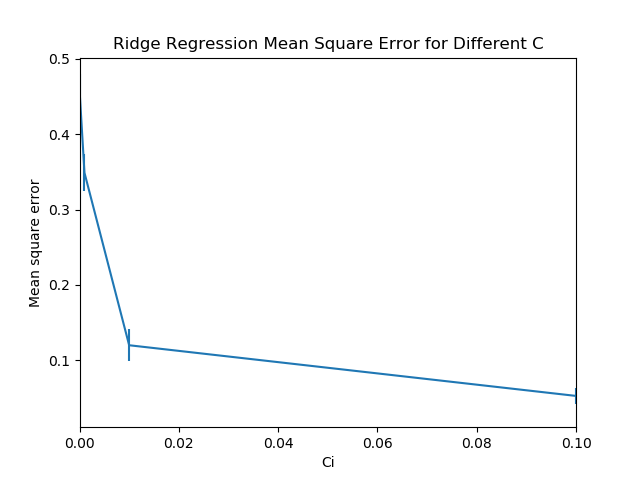 Ridge Regression Mean Square Error for Different C
0.5
0.4
0.3
0.2
0.1
Mean square error
0.00 0.02 0.04 0.06 0.08 0.10
Ci